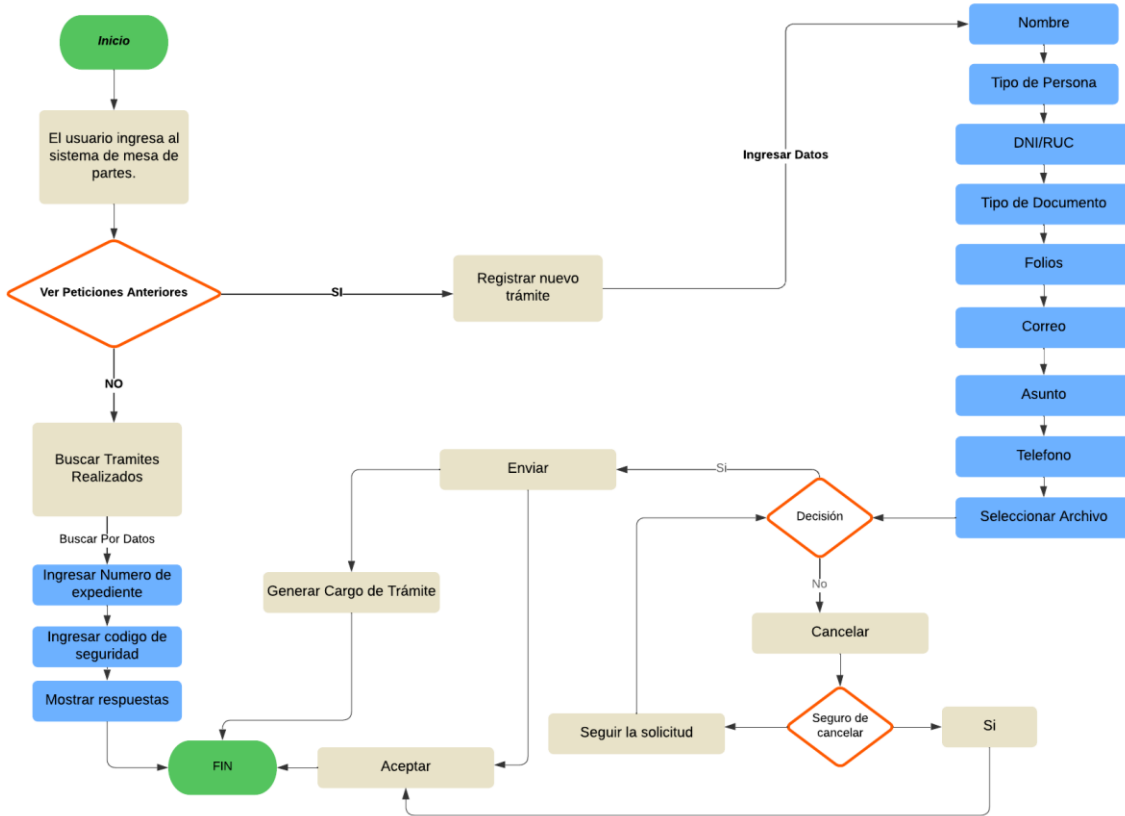 Inicio
El usuario ingresa al
sistema de mesa de
partes.
Ver Peticiones Anteriores
SI
Registrar nuevo
trámite
Ingresar Datos
Nombre
Tipo de Persona
DNI/RUC
Tipo de Documento
Folios
Correo
Asunto
Telefono
Seleccionar Archivo
NO
Buscar Tramites
Realizados
Buscar Por Datos
Ingresar Numero de
expediente
Ingresar codigo de
seguridad
Mostrar respuestas
Decisión
Si
Enviar
Generar Cargo de Trámite
No
Cancelar
Seguro de
cancelar
Seguir la solicitud
Si
Aceptar
FIN